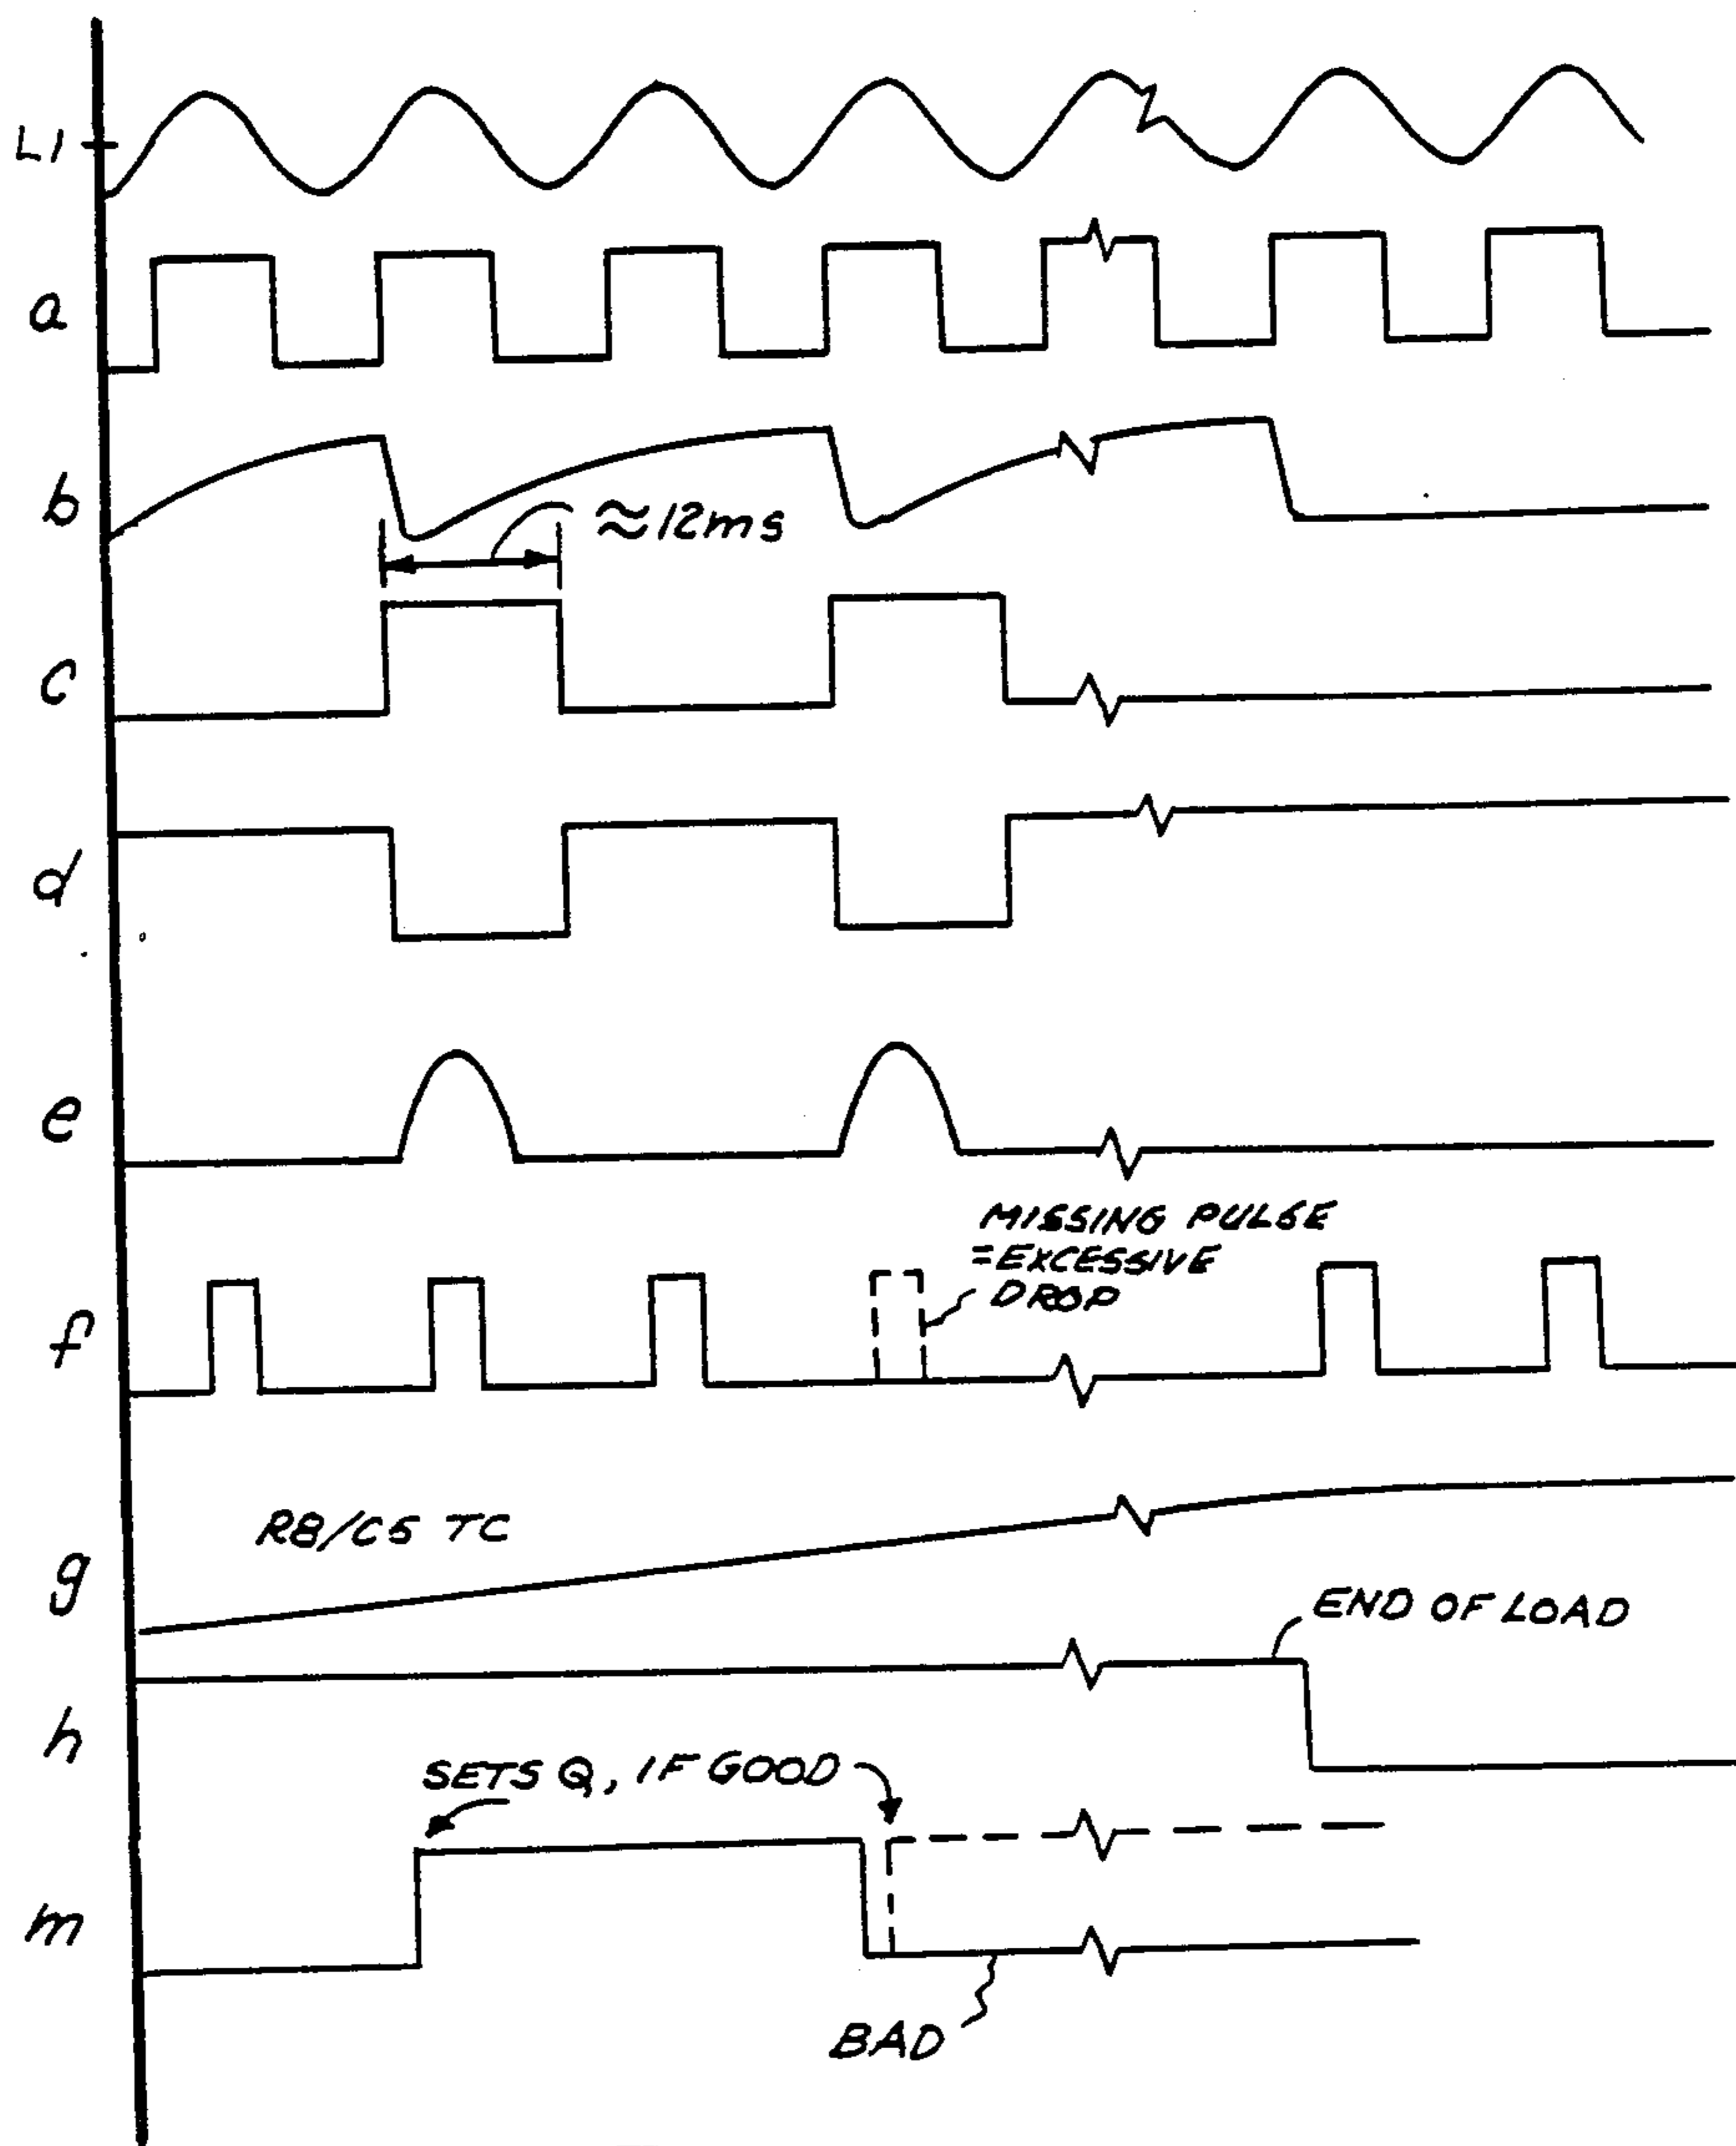 L1
a
b
≈12ms
c
d
e
MISSING PULSE
=EXCESSIVE
DROP
f
R8/C5 TC
g
END OF LOAD
h
SETS Q, IF GOOD
m
BAD